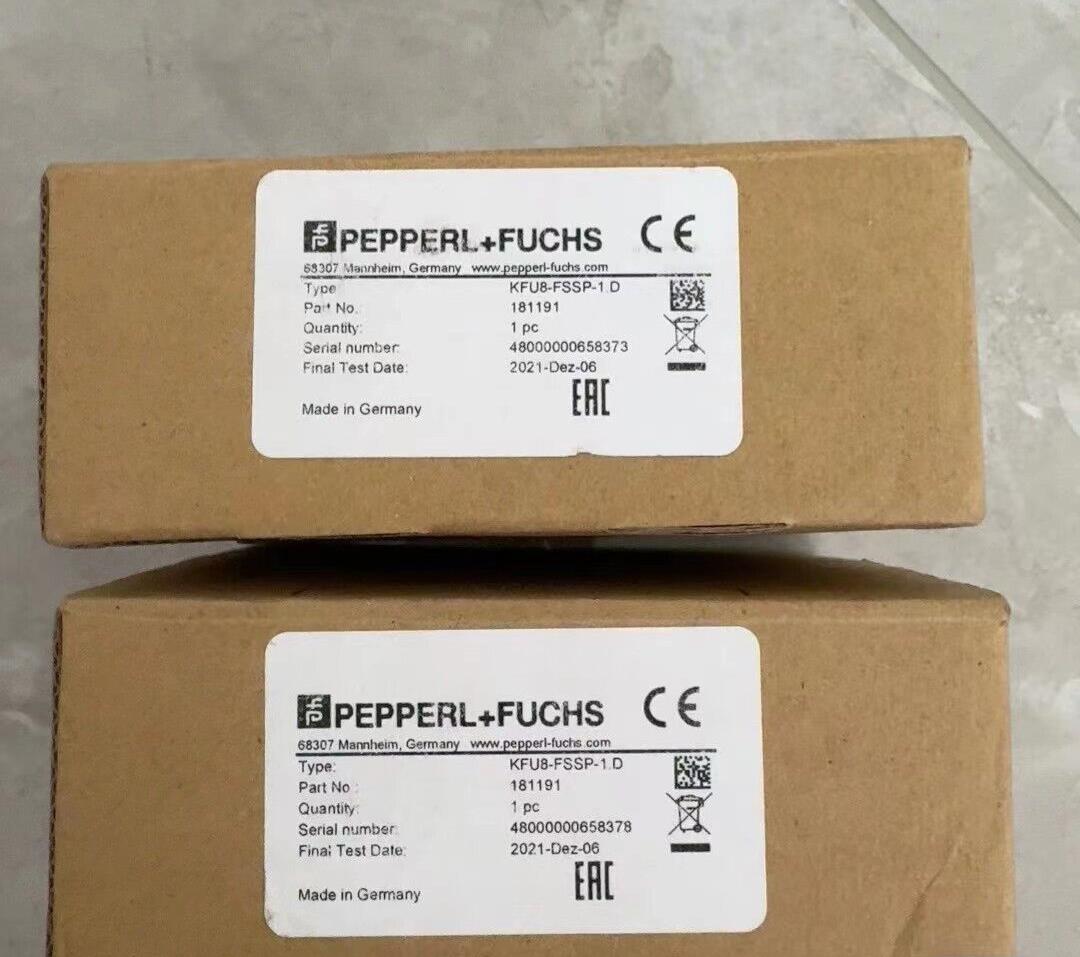 PEPPERL+FUCHS CE
68307 Mannheim, Germany www.pepperl-fuchs.com
Type KFU8-FSSP-1.D
Part No. 181191
Quantity: 1 pc
Serial number: 48000000658373
Final Test Date: 2021-Dez-06
EAC
Made in Germany
PEPPERL+FUCHS CE
68307 Mannheim, Germany www.pepperl-fuchs.com
Type: KFU8-FSSP-1.D
Part No.: 181191
Quantity: 1 pc
Serial number: 48000000658378
Final Test Date: 2021-Dez-06
EAC
Made in Germany